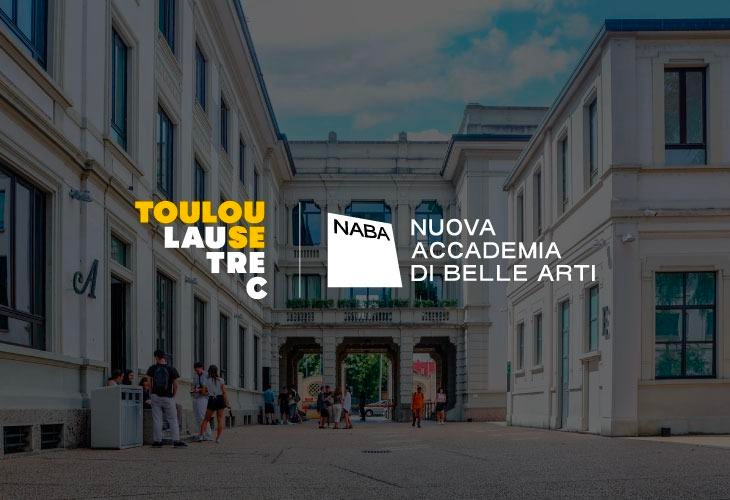 TOULOU
LAUSE
TRE
C
NABA
NUOVA
ACCADEMIA
DI BELLE ARTI
A
E